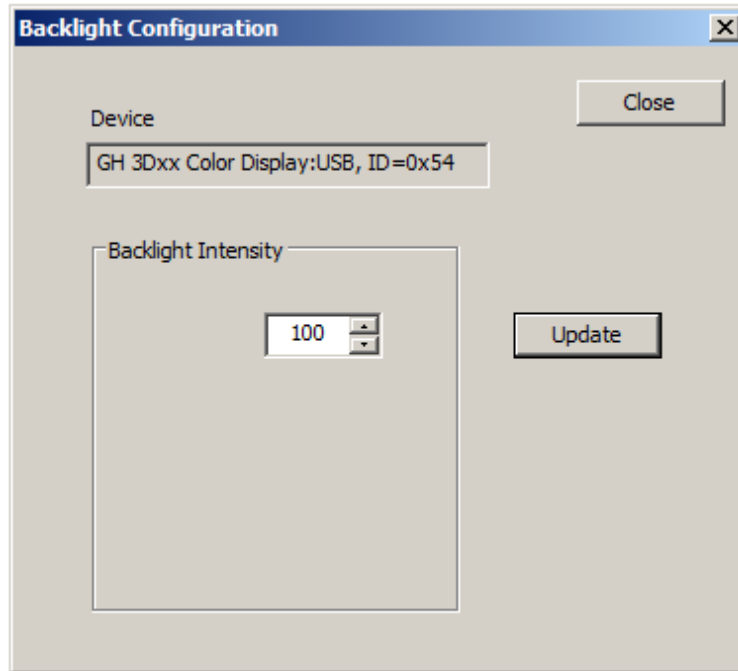 Backlight Configuration
Close
Device
GH 3Dxx Color Display:USB, ID=0x54
Backlight Intensity
100
Update